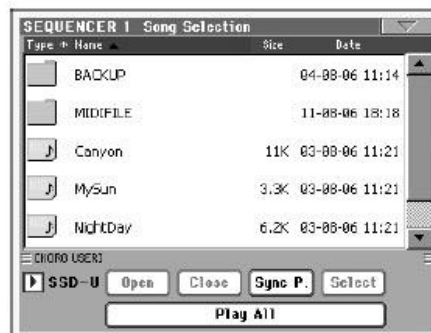 SEQUENCER 1 Song Selection
Type Name Size Date
BACKUP 04-08-06 11:14
MIDIFILE 11-08-06 18:18
Canyon 11K 03-08-06 11:21
MySun 3.3K 03-08-06 11:21
NightDay 6.2K 03-08-06 11:21
SSD-U Open Close Sync P. Select
Play All